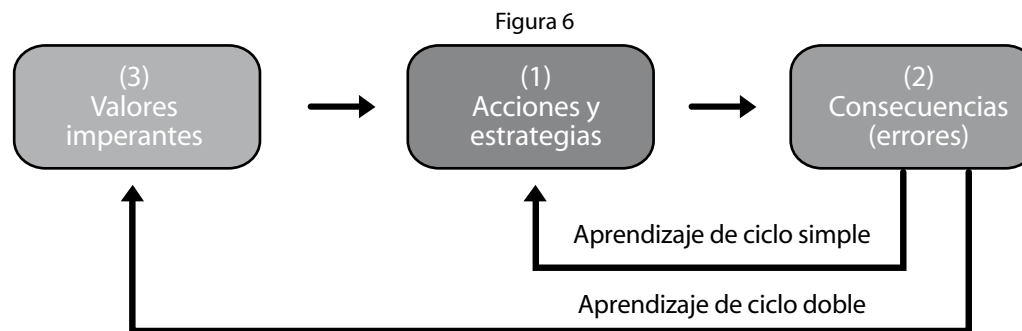 Figura 6
(3)
Valores
imperantes
(1)
Acciones y
estrategias
(2)
Consecuencias
(errores)
Aprendizaje de ciclo simple
Aprendizaje de ciclo doble